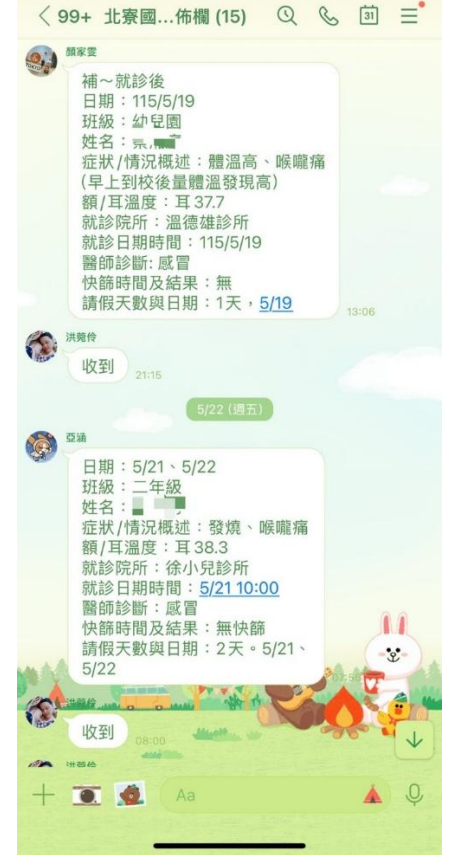 99+ 北寮國...佈欄 (15)
31
顏家雯
補～就診後
日期：115/5/19
班級：幼兒園
姓名：
症狀/情況概述：體溫高、喉嚨痛
(早上到校後量體溫發現高)
額/耳溫度：耳37.7
就診院所：溫德雄診所
就診日期時間：115/5/19
醫師診斷: 感冒
快篩時間及結果：無
請假天數與日期：1天，5/19
13:06
洪菀伶
收到
21:15
5/22 (週五)
亞涵
日期：5/21、5/22
班級：二年級
姓名：
症狀/情況概述：發燒、喉嚨痛
額/耳溫度：耳38.3
就診院所：徐小兒診所
就診日期時間：5/21 10:00
醫師診斷：感冒
快篩時間及結果：無快篩
請假天數與日期：2天。5/21、
5/22
07:56
洪菀伶
收到
08:00
Aa